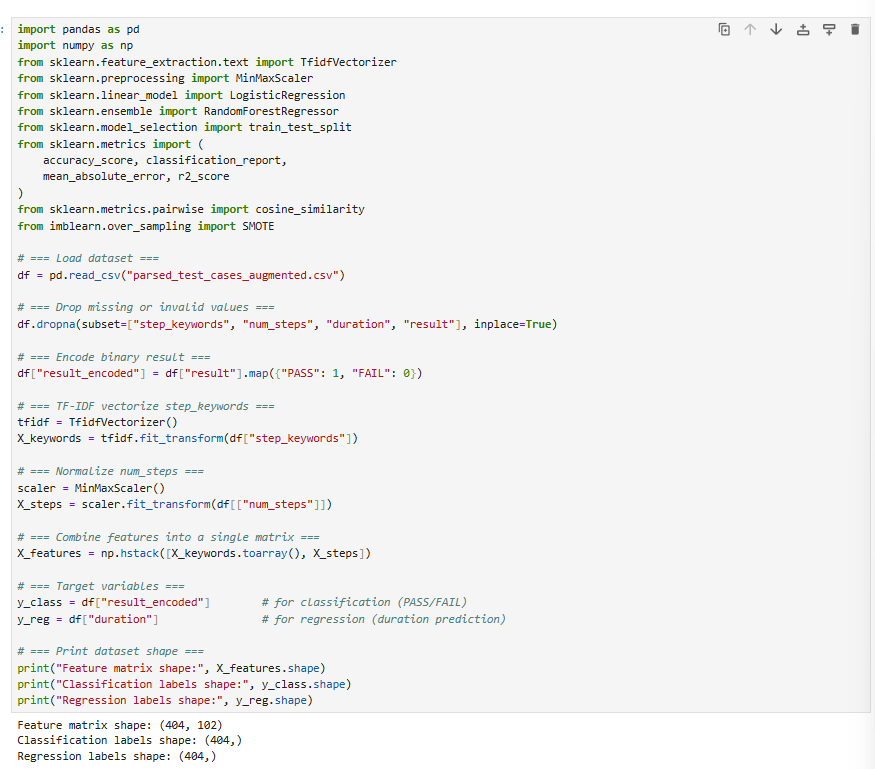 :
import pandas as pd
import numpy as np
from sklearn.feature_extraction.text import TfidfVectorizer
from sklearn.preprocessing import MinMaxScaler
from sklearn.linear_model import LogisticRegression
from sklearn.ensemble import RandomForestRegressor
from sklearn.model_selection import train_test_split
from sklearn.metrics import (
    accuracy_score, classification_report,
    mean_absolute_error, r2_score
)
from sklearn.metrics.pairwise import cosine_similarity
from imblearn.over_sampling import SMOTE

# === Load dataset ===
df = pd.read_csv("parsed_test_cases_augmented.csv")

# === Drop missing or invalid values ===
df.dropna(subset=["step_keywords", "num_steps", "duration", "result"], inplace=True)

# === Encode binary result ===
df["result_encoded"] = df["result"].map({"PASS": 1, "FAIL": 0})

# === TF-IDF vectorize step_keywords ===
tfidf = TfidfVectorizer()
X_keywords = tfidf.fit_transform(df["step_keywords"])

# === Normalize num_steps ===
scaler = MinMaxScaler()
X_steps = scaler.fit_transform(df[["num_steps"]])

# === Combine features into a single matrix ===
X_features = np.hstack([X_keywords.toarray(), X_steps])

# === Target variables ===
y_class = df["result_encoded"]        # for classification (PASS/FAIL)
y_reg = df["duration"]                # for regression (duration prediction)

# === Print dataset shape ===
print("Feature matrix shape:", X_features.shape)
print("Classification labels shape:", y_class.shape)
print("Regression labels shape:", y_reg.shape)
Feature matrix shape: (404, 102)
Classification labels shape: (404,)
Regression labels shape: (404,)